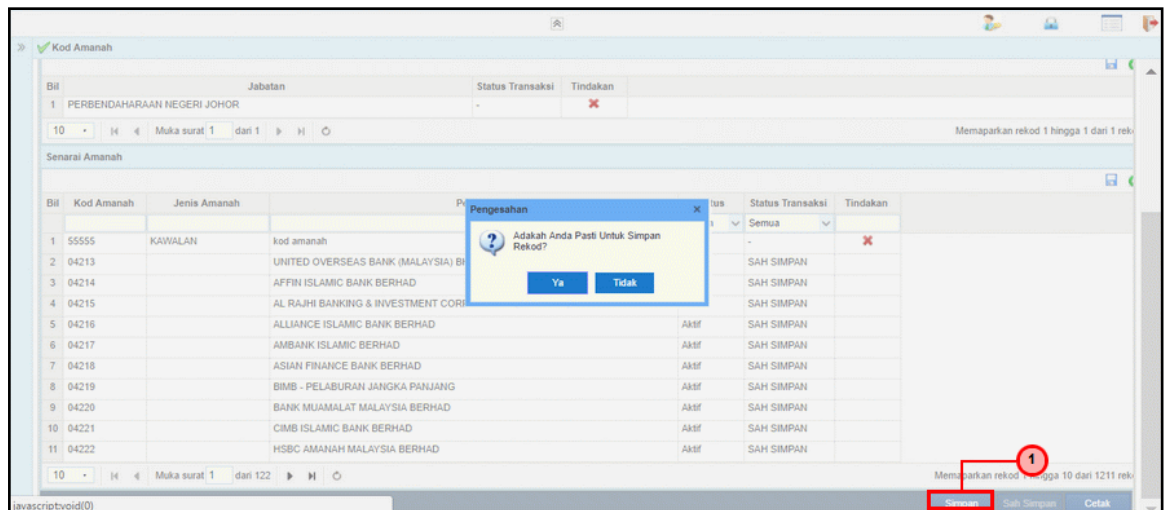 Kod Amanah
Bil Jabatan Status Transaksi Tindakan
1 PERBENDAHARAAN NEGERI JOHOR -
10 Muka surat 1 dari 1 Memaparkan rekod 1 hingga 1 dari 1
Senarai Amanah
Bil Kod Amanah Jenis Amanah Status Transaksi Tindakan
Semua
Pengesahan
Adakah Anda Pasti Untuk Simpan
Rekod?
Ya Tidak
1 55555 KAWALAN kod amanah -
2 04213 UNITED OVERSEAS BANK (MALAYSIA) SAH SIMPAN
3 04214 AFFIN ISLAMIC BANK BERHAD SAH SIMPAN
4 04215 AL RAJHI BANKING & INVESTMENT SAH SIMPAN
5 04216 ALLIANCE ISLAMIC BANK BERHAD Aktif SAH SIMPAN
6 04217 AMBANK ISLAMIC BERHAD Aktif SAH SIMPAN
7 04218 ASIAN FINANCE BANK BERHAD Aktif SAH SIMPAN
8 04219 BIMB - PELABURAN JANGKA PANJANG Aktif SAH SIMPAN
9 04220 BANK MUAMALAT MALAYSIA BERHAD Aktif SAH SIMPAN
10 04221 CIMB ISLAMIC BANK BERHAD Aktif SAH SIMPAN
11 04222 HSBC AMANAH MALAYSIA BERHAD Aktif SAH SIMPAN
1
10 Muka surat 1 dari 122 Memaparkan rekod 1 hingga 10 dari 1211
javascript:void(0) Simpan Sah Simpan Cetak